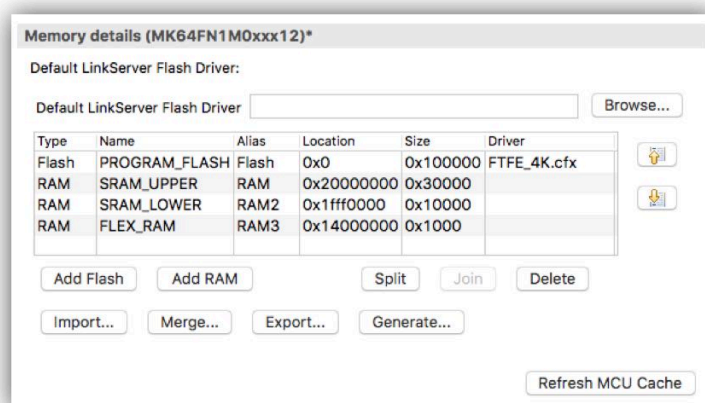 Memory details (MK64FN1M0xxx12)*
Default LinkServer Flash Driver:
Default LinkServer Flash Driver Browse...
Type Name Alias Location Size Driver
Flash PROGRAM_FLASH Flash 0x0 0x100000 FTFE_4K.cfx
RAM SRAM_UPPER RAM 0x20000000 0x30000
RAM SRAM_LOWER RAM2 0x1fff0000 0x10000
RAM FLEX_RAM RAM3 0x14000000 0x1000
Add Flash Add RAM Split Join Delete
Import... Merge... Export... Generate...
Refresh MCU Cache